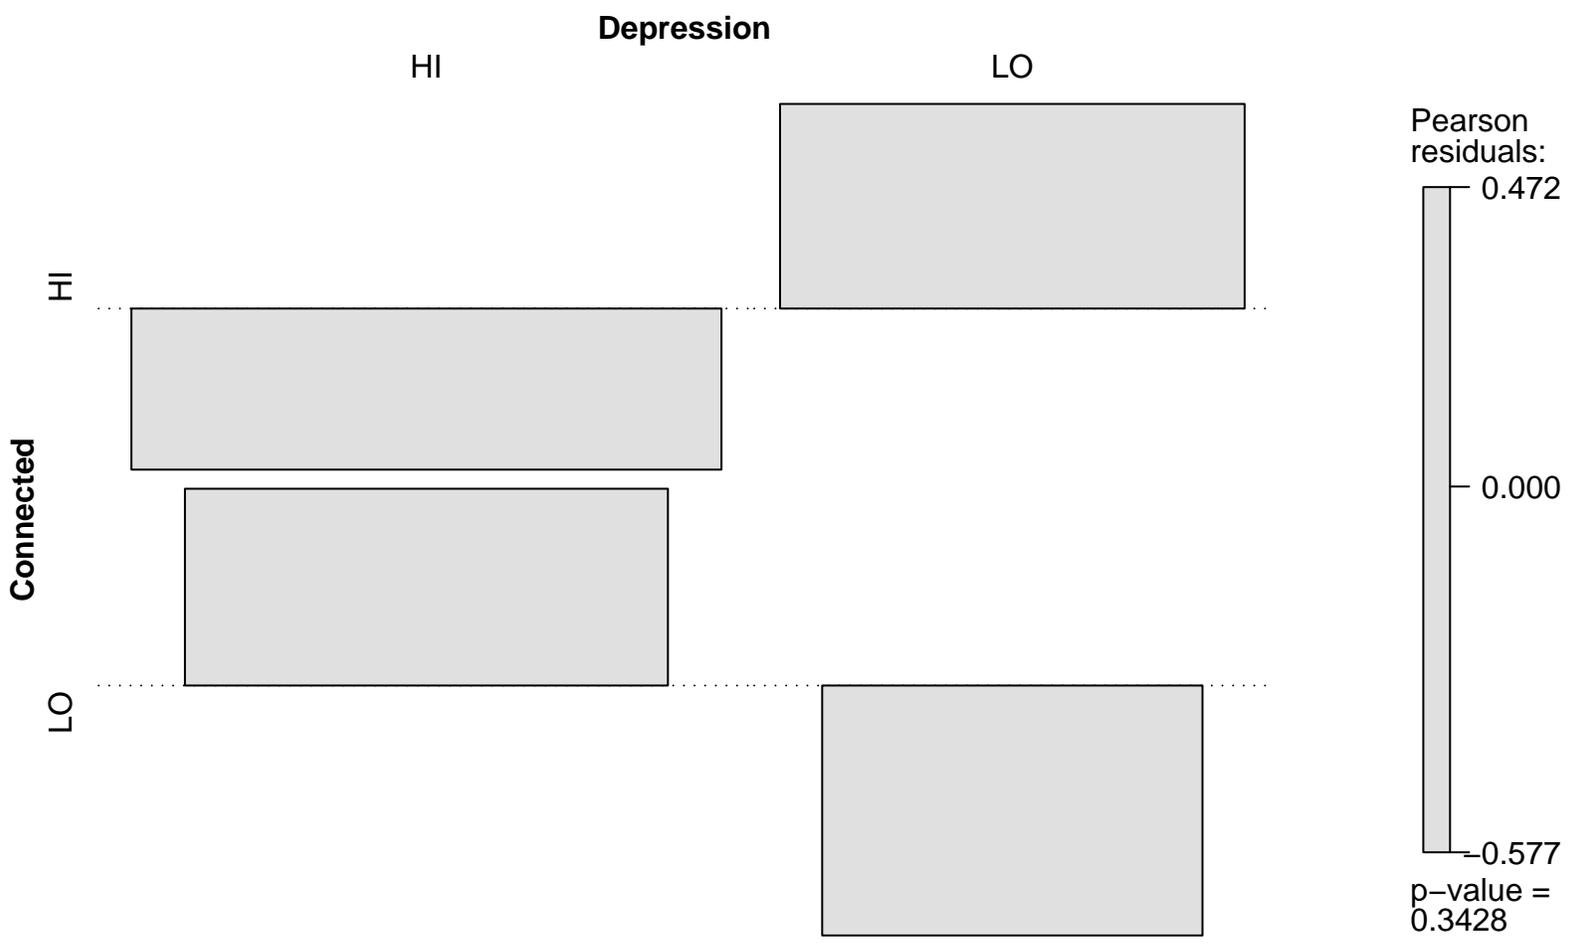 Depression
HI
LO
Connected
HI
LO
Pearson
residuals:
0.472
0.000
−0.577
p−value =
0.3428